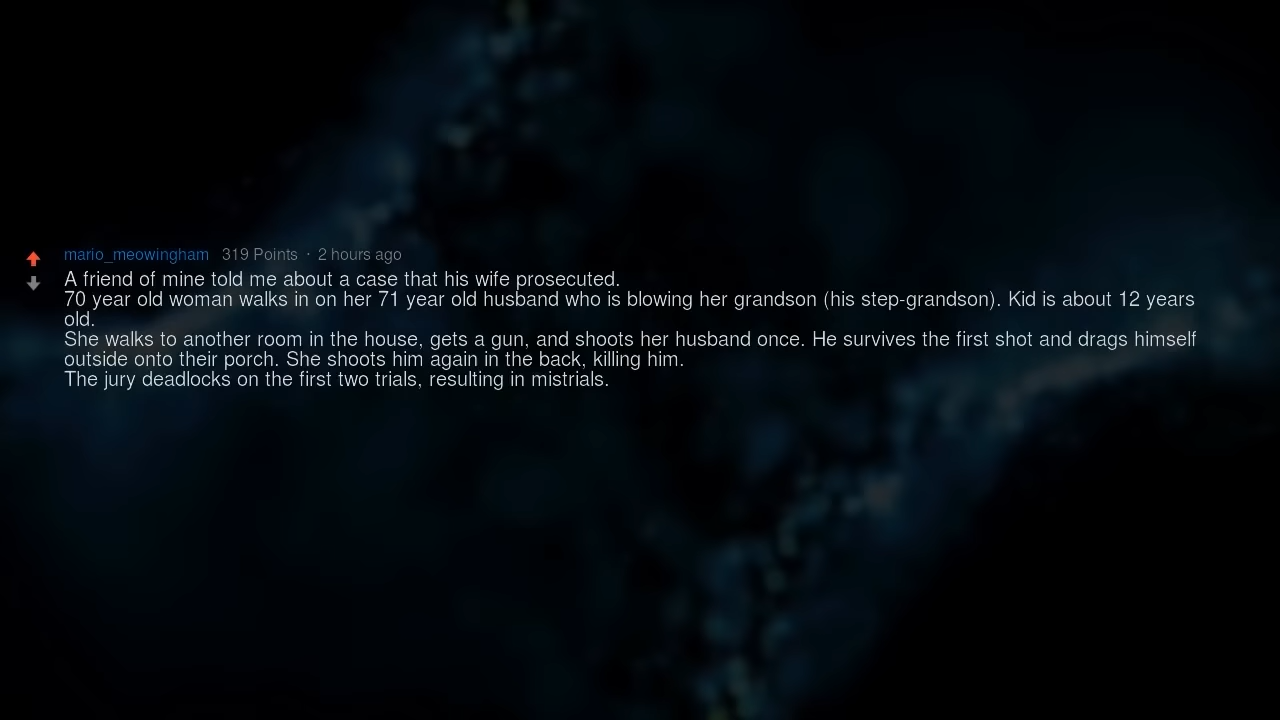 mario_meowingham 319 Points · 2 hours ago
A friend of mine told me about a case that his wife prosecuted.
70 year old woman walks in on her 71 year old husband who is blowing her grandson (his step-grandson). Kid is about 12 years
old.
She walks to another room in the house, gets a gun, and shoots her husband once. He survives the first shot and drags himself
outside onto their porch. She shoots him again in the back, killing him.
The jury deadlocks on the first two trials, resulting in mistrials.